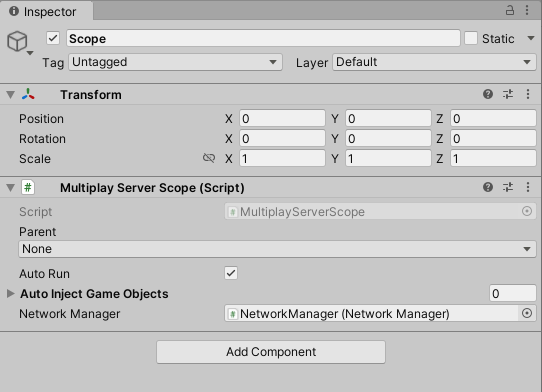 Inspector
Scope
Static
Tag Untagged Layer Default
Transform
Position X 0 Y 0 Z 0
Rotation X 0 Y 0 Z 0
Scale X 1 Y 1 Z 1
# Multiplay Server Scope (Script)
Script # MultiplayServerScope
Parent
None
Auto Run
Auto Inject Game Objects 0
Network Manager # NetworkManager (Network Manager)
Add Component